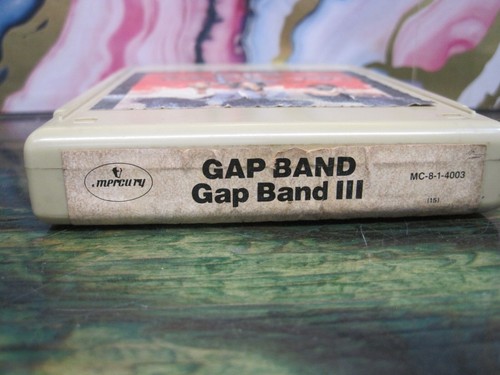 .mercury
GAP BAND
Gap Band III
MC-8-1-4003
(15)